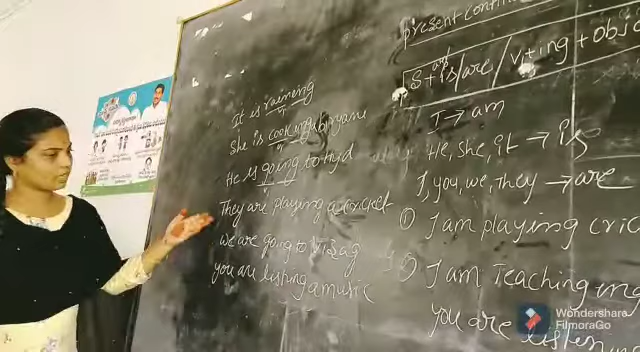 It is raining
She is cooking biryani
He is going to hyd
They are playing a cricket
we are going to vizag
you are listing a music
present contin
S+am/is/are/V+ing+obj
I → am
He, She, it → is
I, you, we, They → are
① I am playing cric
I am Teaching eng
you are listen
Wondershare
FilmoraGo